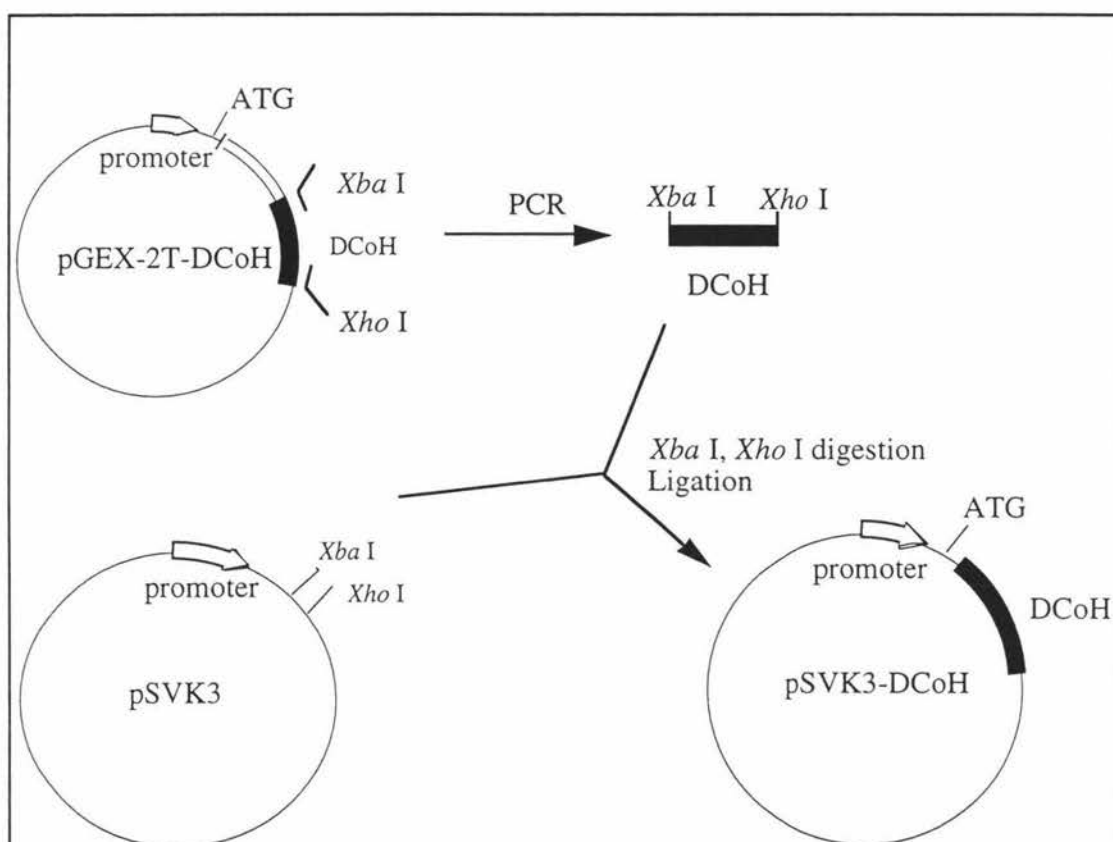 ATG
promoter
Xba I
pGEX-2T-DCoH
DCoH
Xho I
PCR
Xba I
Xho I
DCoH
Xba I, Xho I digestion
Ligation
promoter
Xba I
Xho I
pSVK3
ATG
promoter
DCoH
pSVK3-DCoH